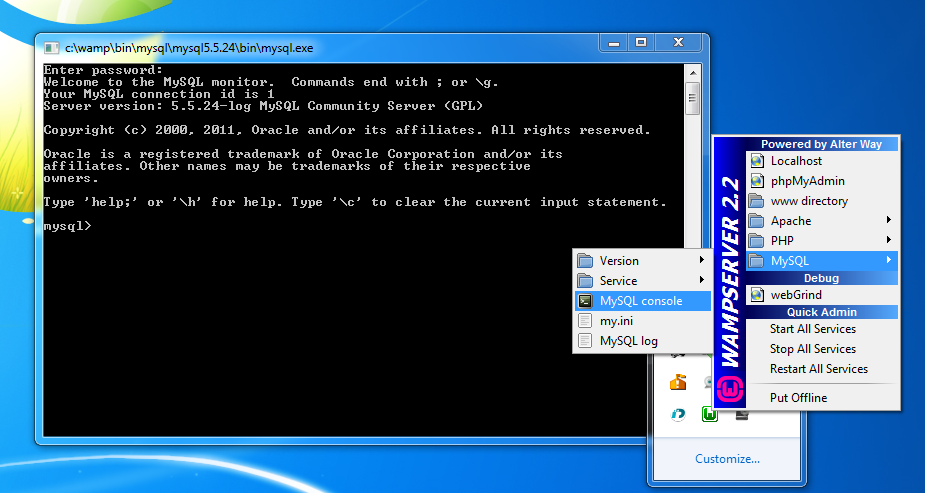 c:\wamp\bin\mysql\mysql5.5.24\bin\mysql.exe
Enter password:
Welcome to the MySQL monitor.  Commands end with ; or \g.
Your MySQL connection id is 1
Server version: 5.5.24-log MySQL Community Server (GPL)
Copyright (c) 2000, 2011, Oracle and/or its affiliates. All rights reserved.
Oracle is a registered trademark of Oracle Corporation and/or its
affiliates. Other names may be trademarks of their respective
owners.
Type 'help;' or '\h' for help. Type '\c' to clear the current input statement.
mysql>
Version
Service
MySQL console
my.ini
MySQL log
WAMPSERVER 2.2
Powered by Alter Way
Localhost
phpMyAdmin
www directory
Apache
PHP
MySQL
Debug
webGrind
Quick Admin
Start All Services
Stop All Services
Restart All Services
Put Offline
Customize...